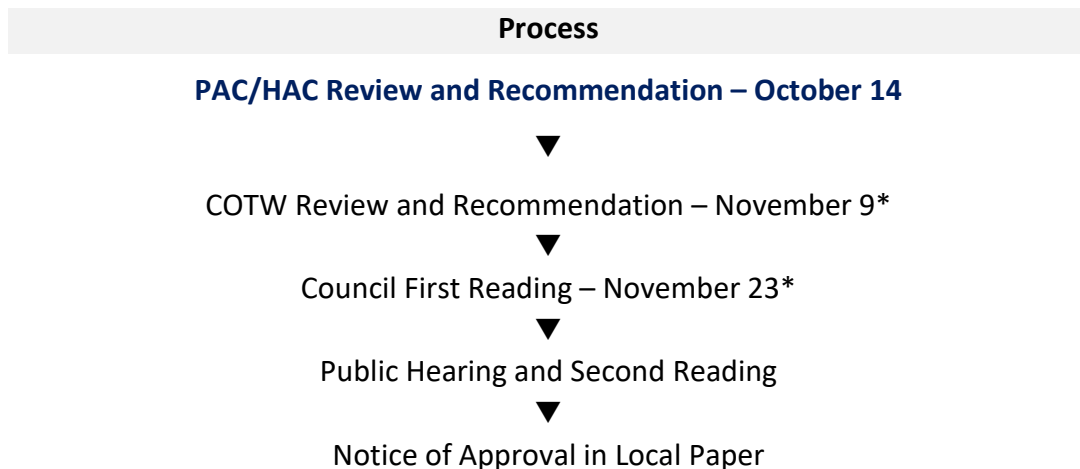 Process
PAC/HAC Review and Recommendation – October 14
▼
COTW Review and Recommendation – November 9*
▼
Council First Reading – November 23*
▼
Public Hearing and Second Reading
▼
Notice of Approval in Local Paper